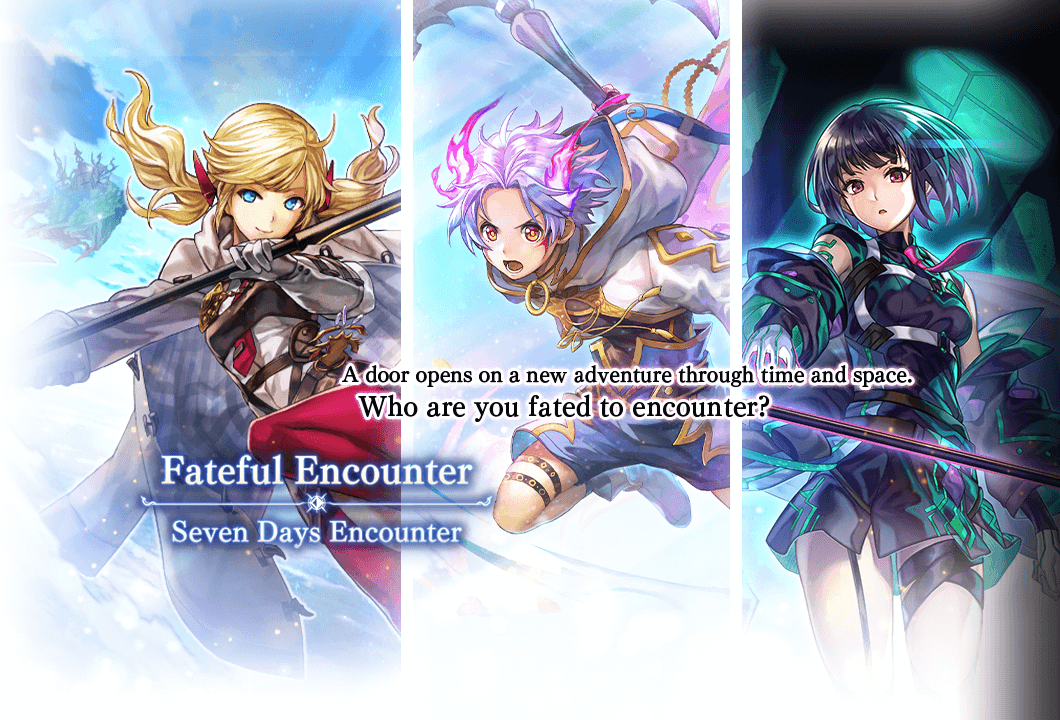 A door opens on a new adventure through time and space.
Who are you fated to encounter?
Fateful Encounter
Seven Days Encounter